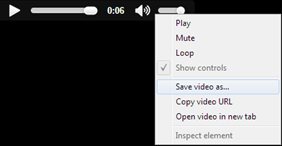 0:06
Play
Mute
Loop
Show controls
Save video as...
Copy video URL
Open video in new tab
Inspect element